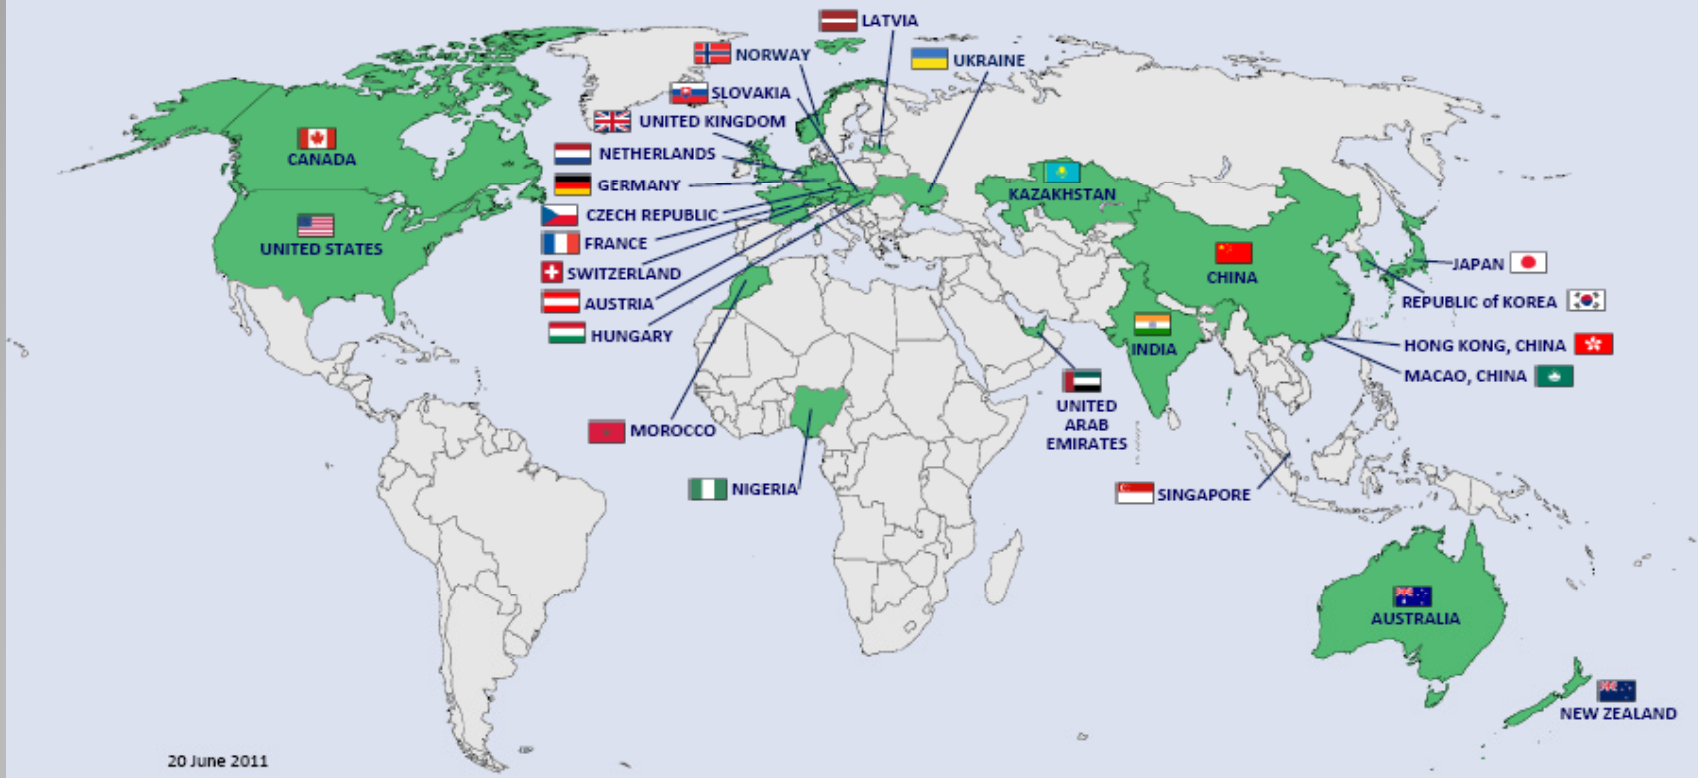 LATVIA
NORWAY
UKRAINE
SLOVAKIA
UNITED KINGDOM
NETHERLANDS
GERMANY
CZECH REPUBLIC
FRANCE
SWITZERLAND
AUSTRIA
HUNGARY
CANADA
UNITED STATES
KAZAKHSTAN
CHINA
JAPAN
REPUBLIC of KOREA
HONG KONG, CHINA
MACAO, CHINA
INDIA
UNITED
ARAB
EMIRATES
MOROCCO
NIGERIA
SINGAPORE
AUSTRALIA
NEW ZEALAND
20 June 2011